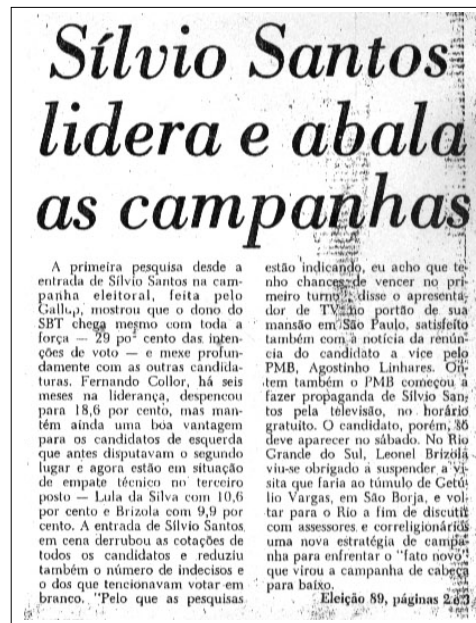 Sílvio Santos
lidera e abala
as campanhas
A primeira pesquisa desde a
entrada de Sílvio Santos na cam-
panha eleitoral, feita pelo
Gallup, mostrou que o dono do
SBT chega mesmo com toda a
força — 29 por cento das inten-
ções de voto — e mexe profun-
damente com as outras candida-
turas. Fernando Collor, há seis
meses na liderança, despencou
para 18,6 por cento, mas man-
têm ainda uma boa vantagem
para os candidatos de esquerda
que antes disputavam o segundo
lugar e agora estão em situação
de empate técnico no terceiro
posto — Lula da Silva com 10,6
por cento e Brizola com 9,9 por
cento. A entrada de Sílvio Santos
em cena derrubou as cotações de
todos os candidatos e reduziu
também o número de indecisos e
o dos que tencionavam votar em
branco. "Pelo que as pesquisas
estão indicando, eu acho que te-
nho chances de vencer no pri-
meiro turno", disse o apresenta-
dor de TV no portão de sua
mansão em São Paulo, satisfeito
também com a notícia da renún-
cia do candidato a vice pelo
PMB, Agostinho Linhares. On-
tem também o PMB começou a
fazer propaganda de Sílvio San-
tos pela televisão, no horário
gratuito. O candidato, porém, só
deve aparecer no sábado. No Rio
Grande do Sul, Leonel Brizola
viu-se obrigado a suspender a vi-
sita que faria ao túmulo de Getú-
lio Vargas, em São Borja, e vol-
tar para o Rio a fim de discutir
com assessores e correligionários
uma nova estratégia de campa-
nha para enfrentar o "fato novo"
que virou a campanha de cabeça
para baixo.
Eleição 89, páginas 2 e 3